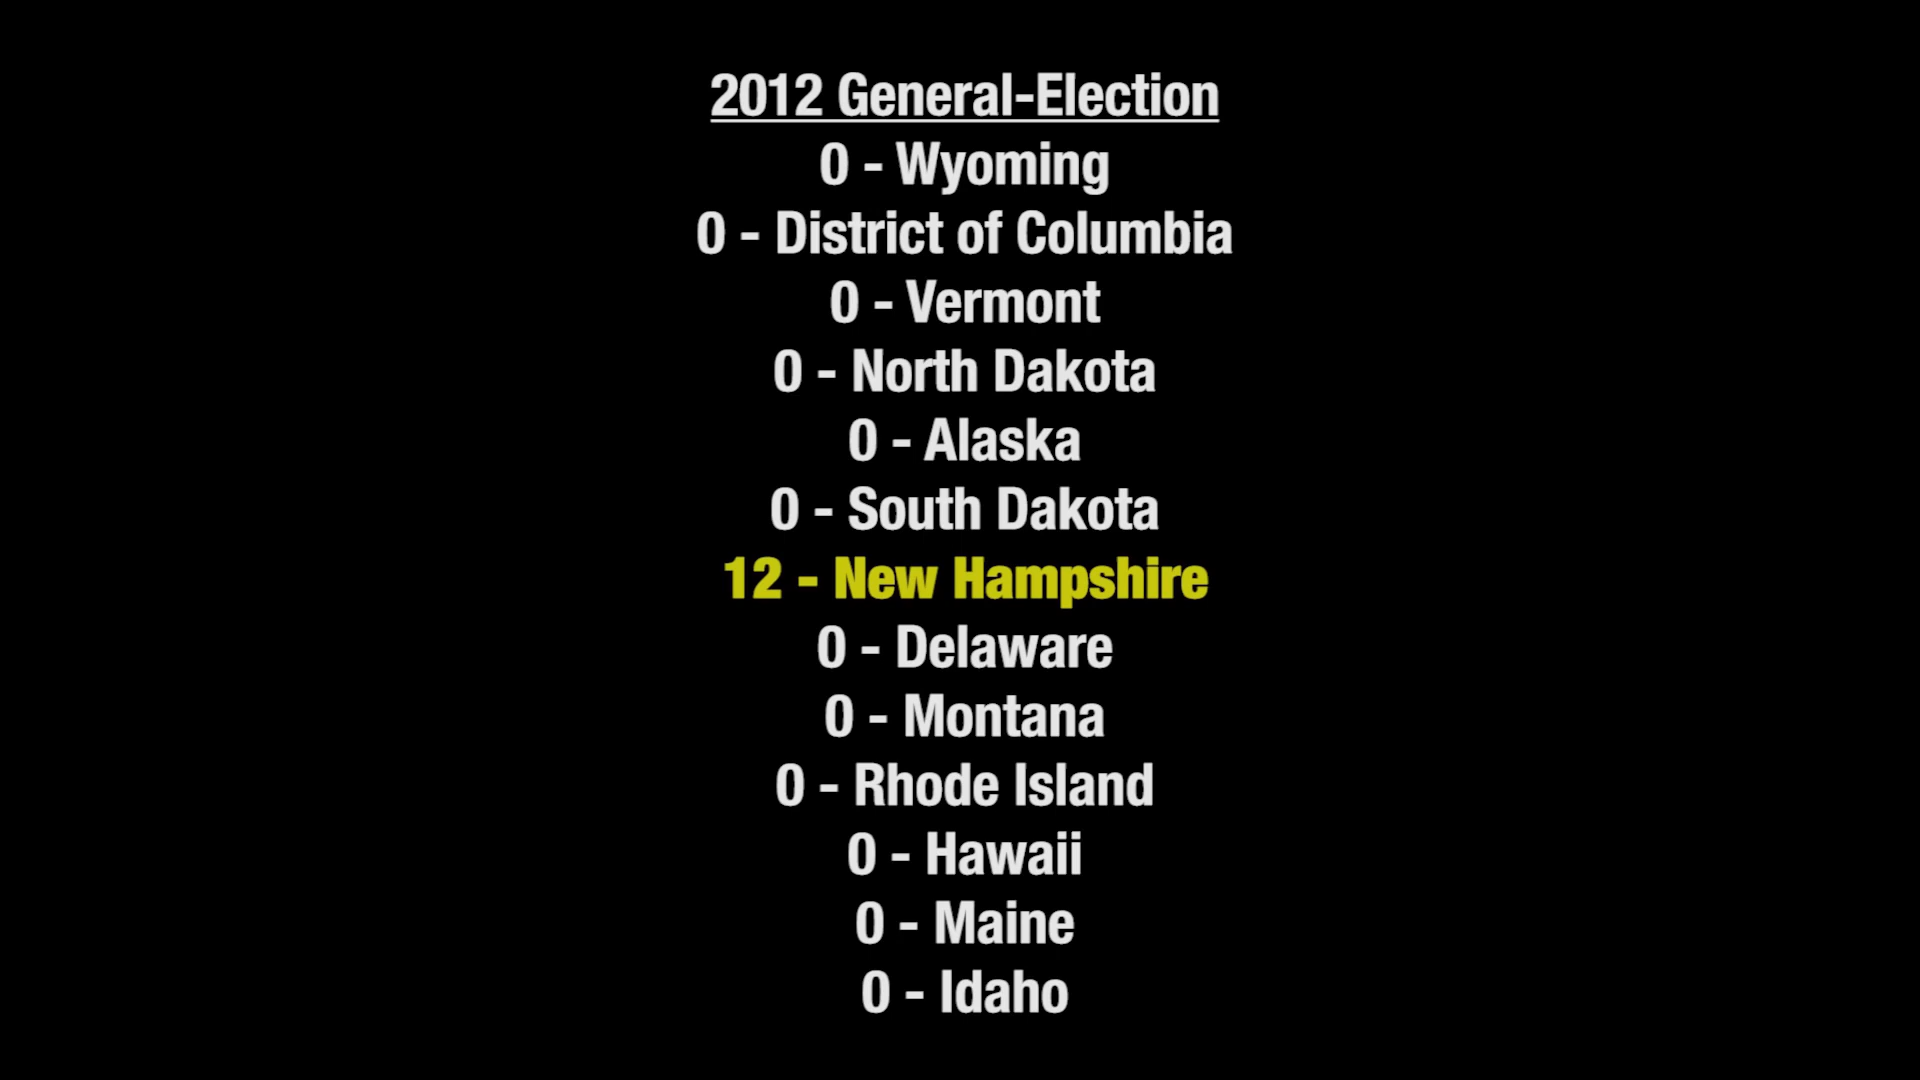 2012 General-Election
0 - Wyoming
0 - District of Columbia
0 - Vermont
0 - North Dakota
0 - Alaska
0 - South Dakota
12 - New Hampshire
0 - Delaware
0 - Montana
0 - Rhode Island
0 - Hawaii
0 - Maine
0 - Idaho